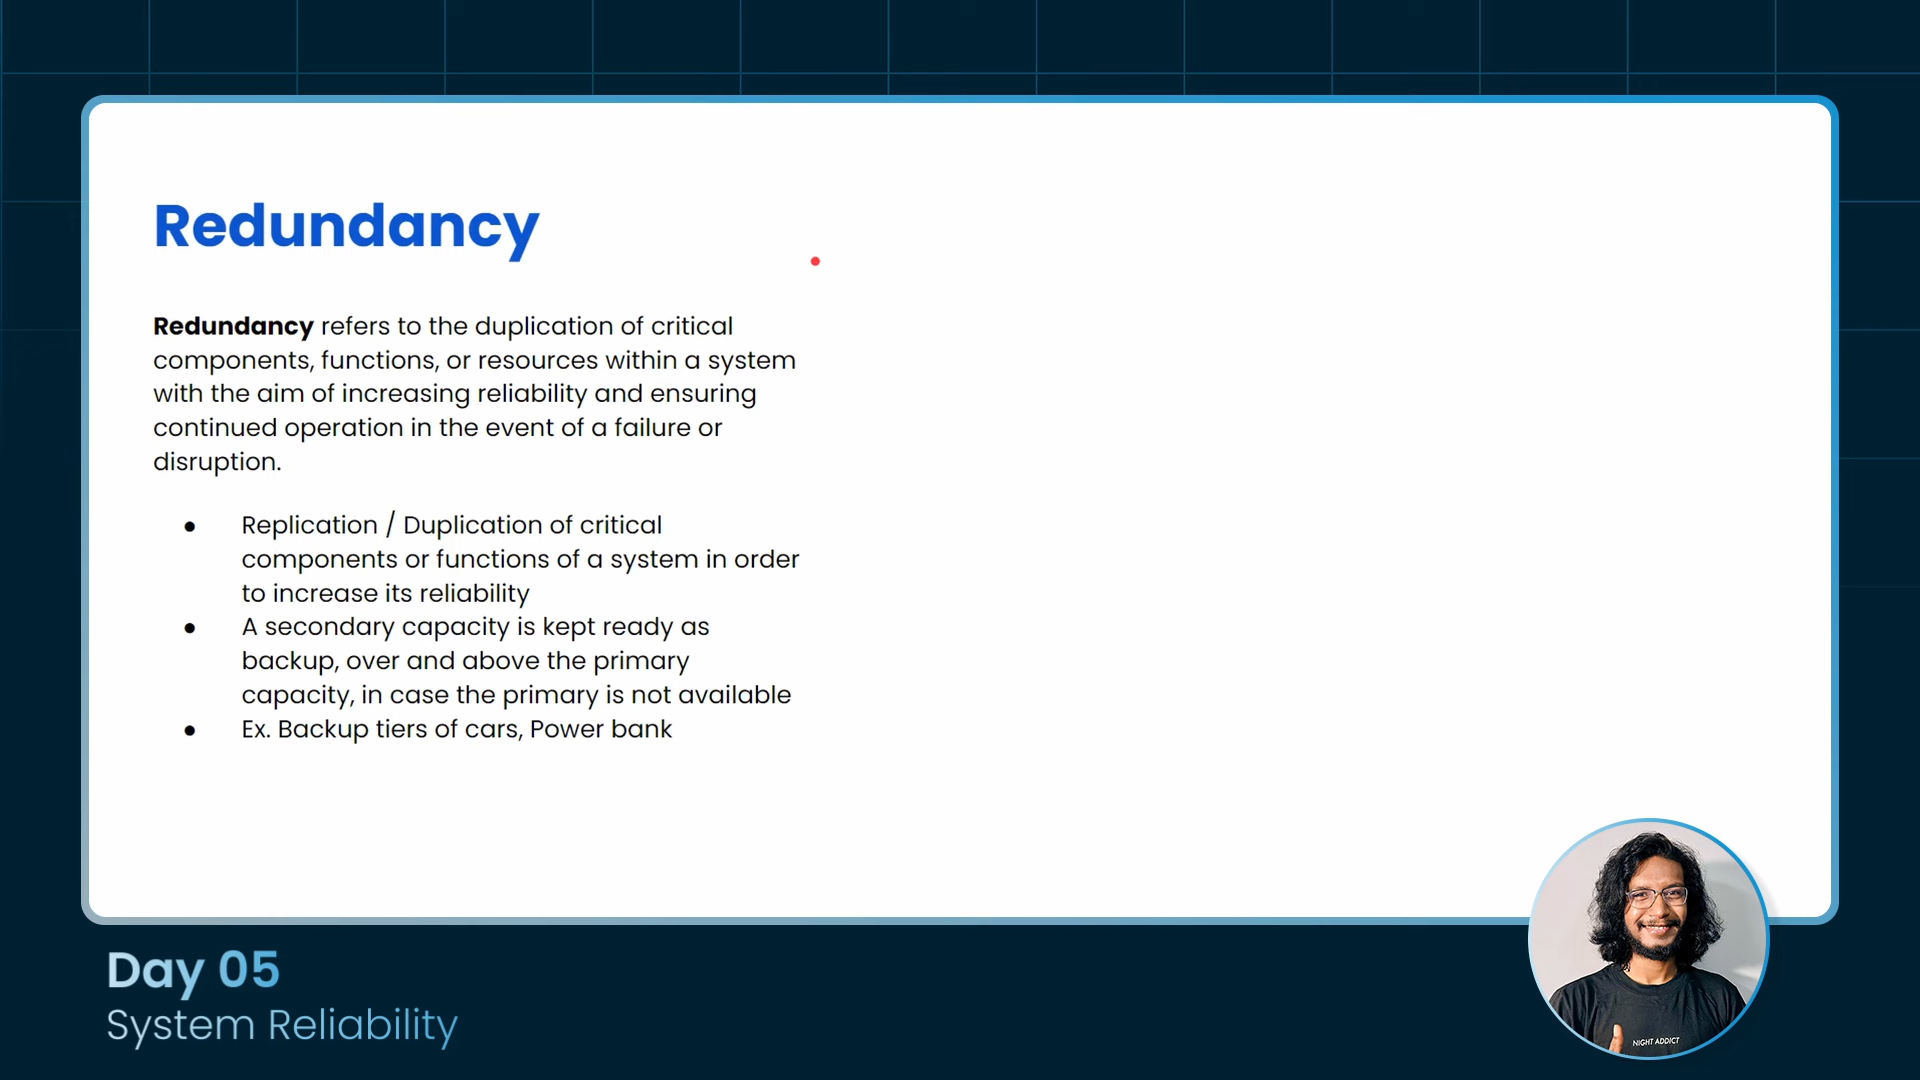 Redundancy
Redundancy refers to the duplication of critical
components, functions, or resources within a system
with the aim of increasing reliability and ensuring
continued operation in the event of a failure or
disruption.
● Replication / Duplication of critical
components or functions of a system in order
to increase its reliability
● A secondary capacity is kept ready as
backup, over and above the primary
capacity, in case the primary is not available
● Ex. Backup tiers of cars, Power bank
NIGHT ADDICT
Day 05
System Reliability